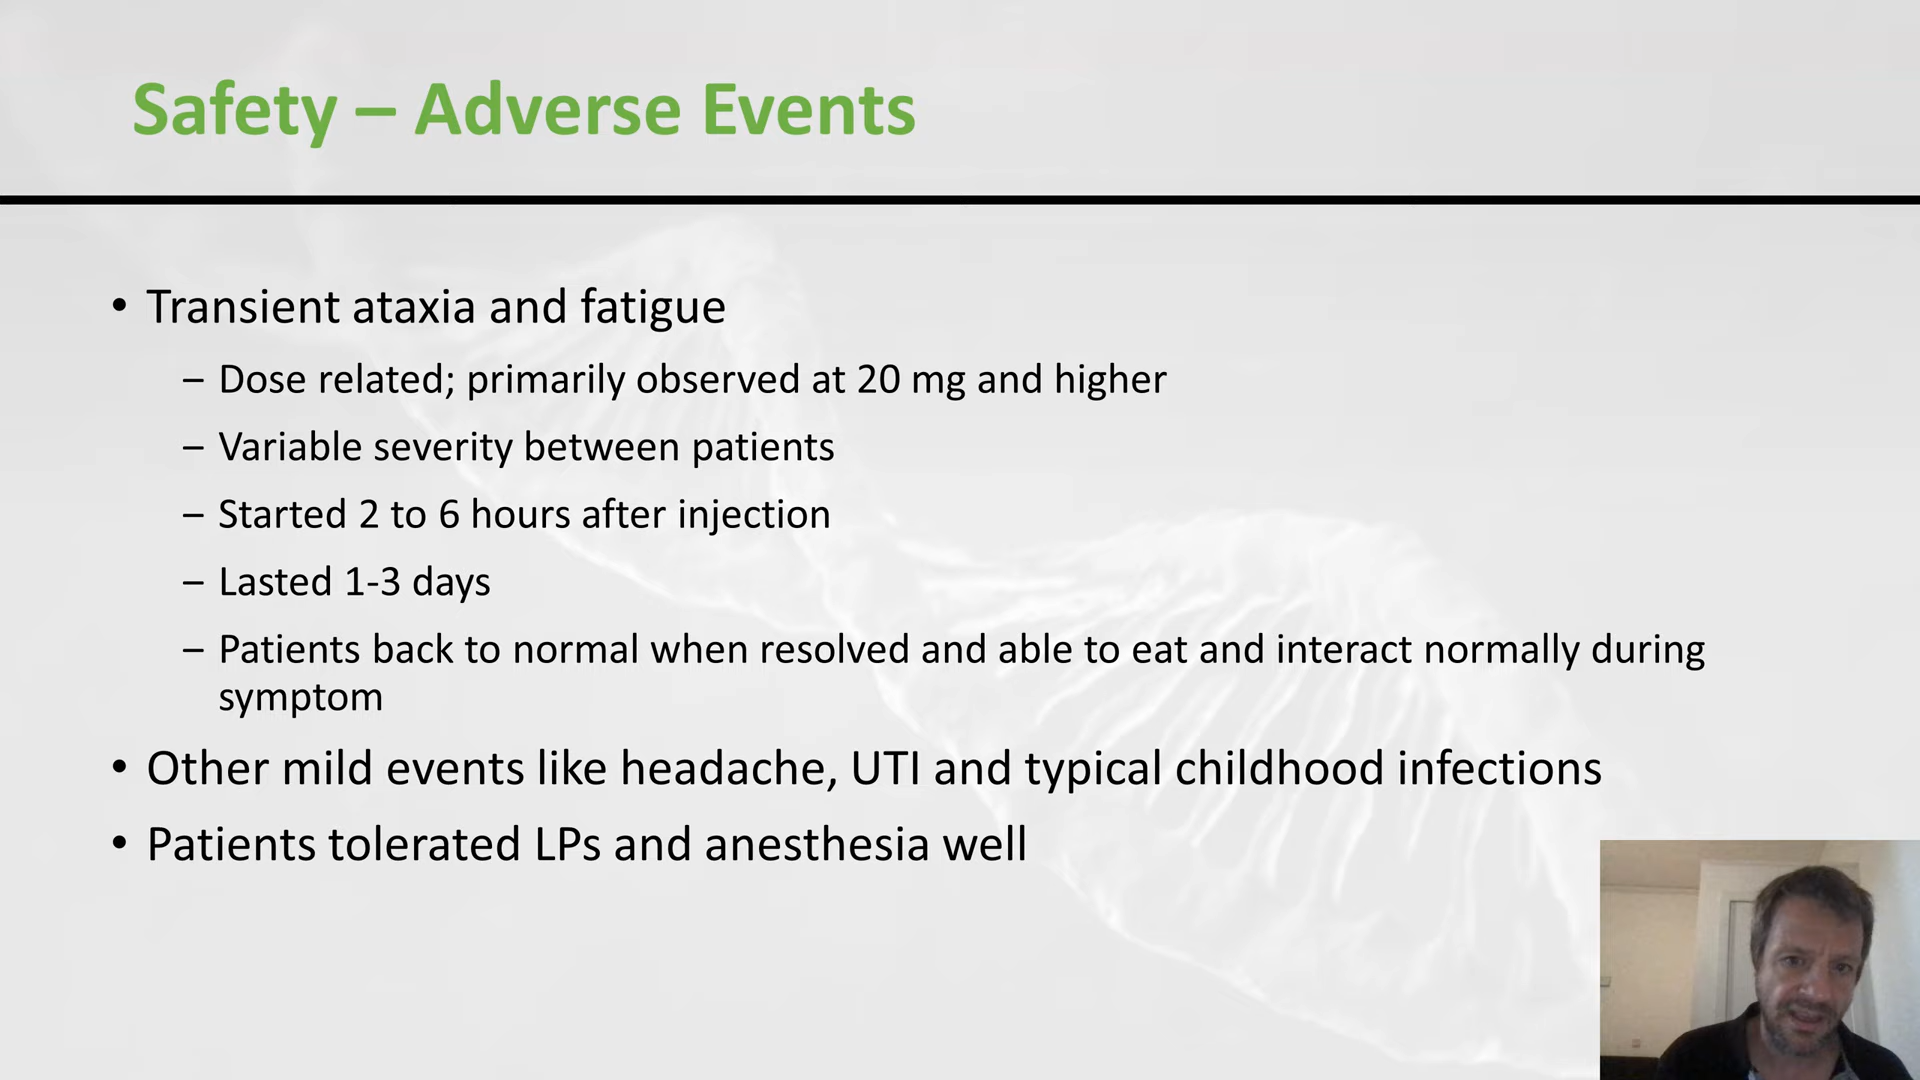 Safety – Adverse Events
• Transient ataxia and fatigue
– Dose related; primarily observed at 20 mg and higher
– Variable severity between patients
– Started 2 to 6 hours after injection
– Lasted 1-3 days
– Patients back to normal when resolved and able to eat and interact normally during
symptom
• Other mild events like headache, UTI and typical childhood infections
• Patients tolerated LPs and anesthesia well